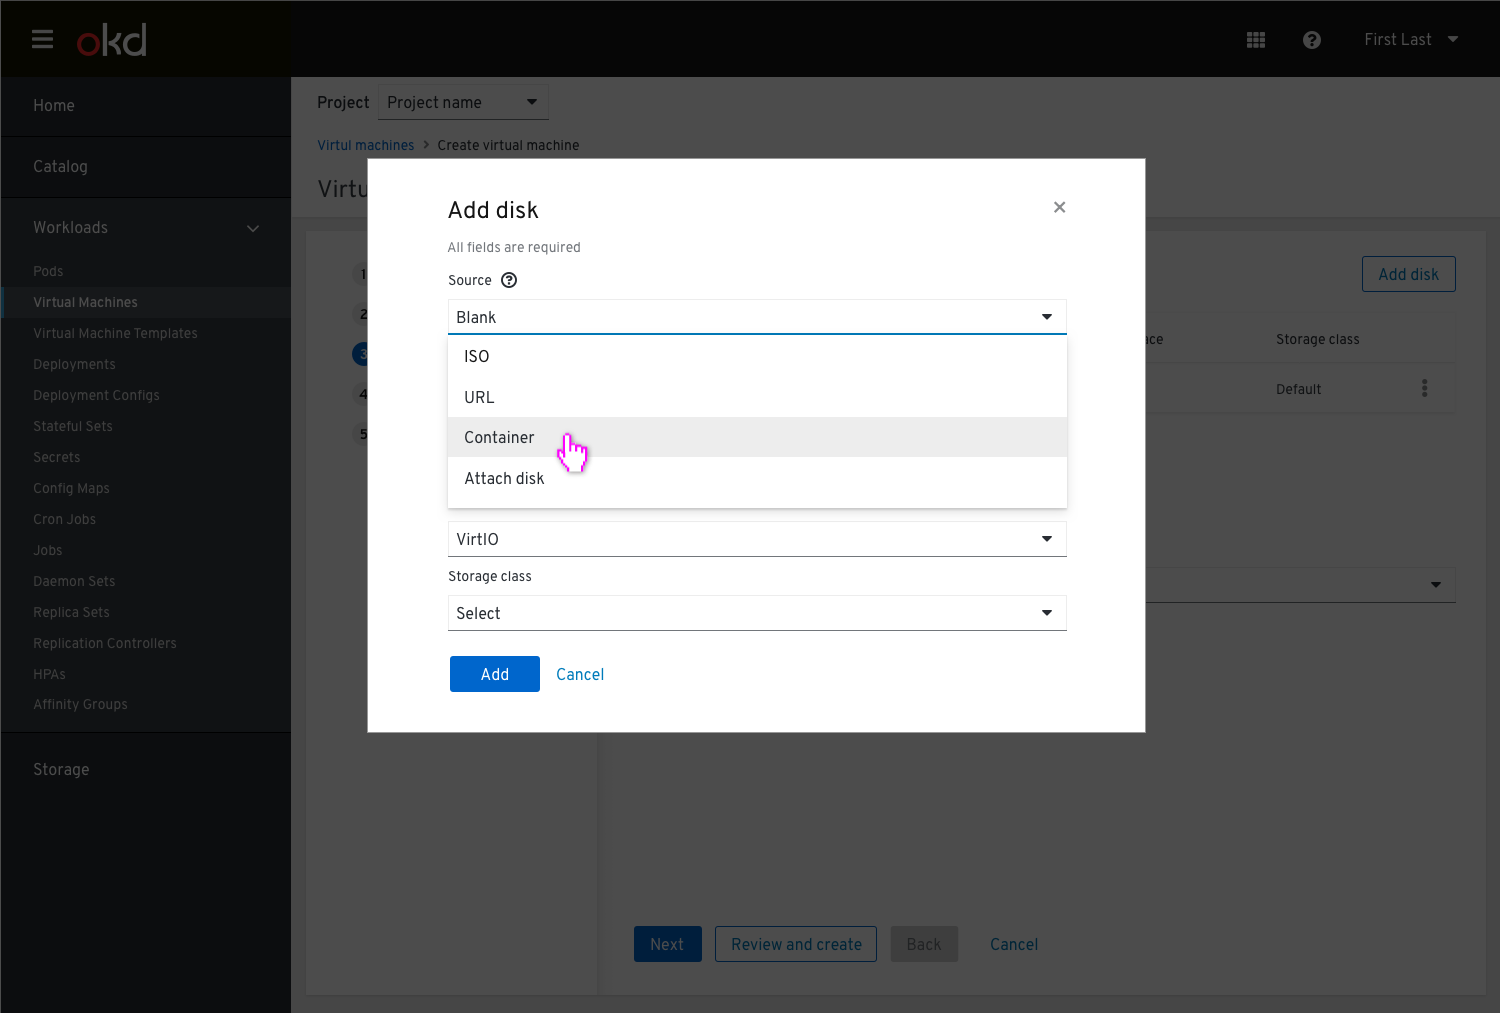 okd
First Last
Home
Catalog
Workloads
Pods
Virtual Machines
Virtual Machine Templates
Deployments
Deployment Configs
Stateful Sets
Secrets
Config Maps
Cron Jobs
Jobs
Daemon Sets
Replica Sets
Replication Controllers
HPAs
Affinity Groups
Storage
Project Project name
Virtul machines > Create virtual machine
Virtu
1
2
3
4
5
Add disk
ace Storage class
Default
Add disk
All fields are required
Source
Blank
ISO
URL
Container
Attach disk
VirtIO
Storage class
Select
Add Cancel
Next Review and create Back Cancel